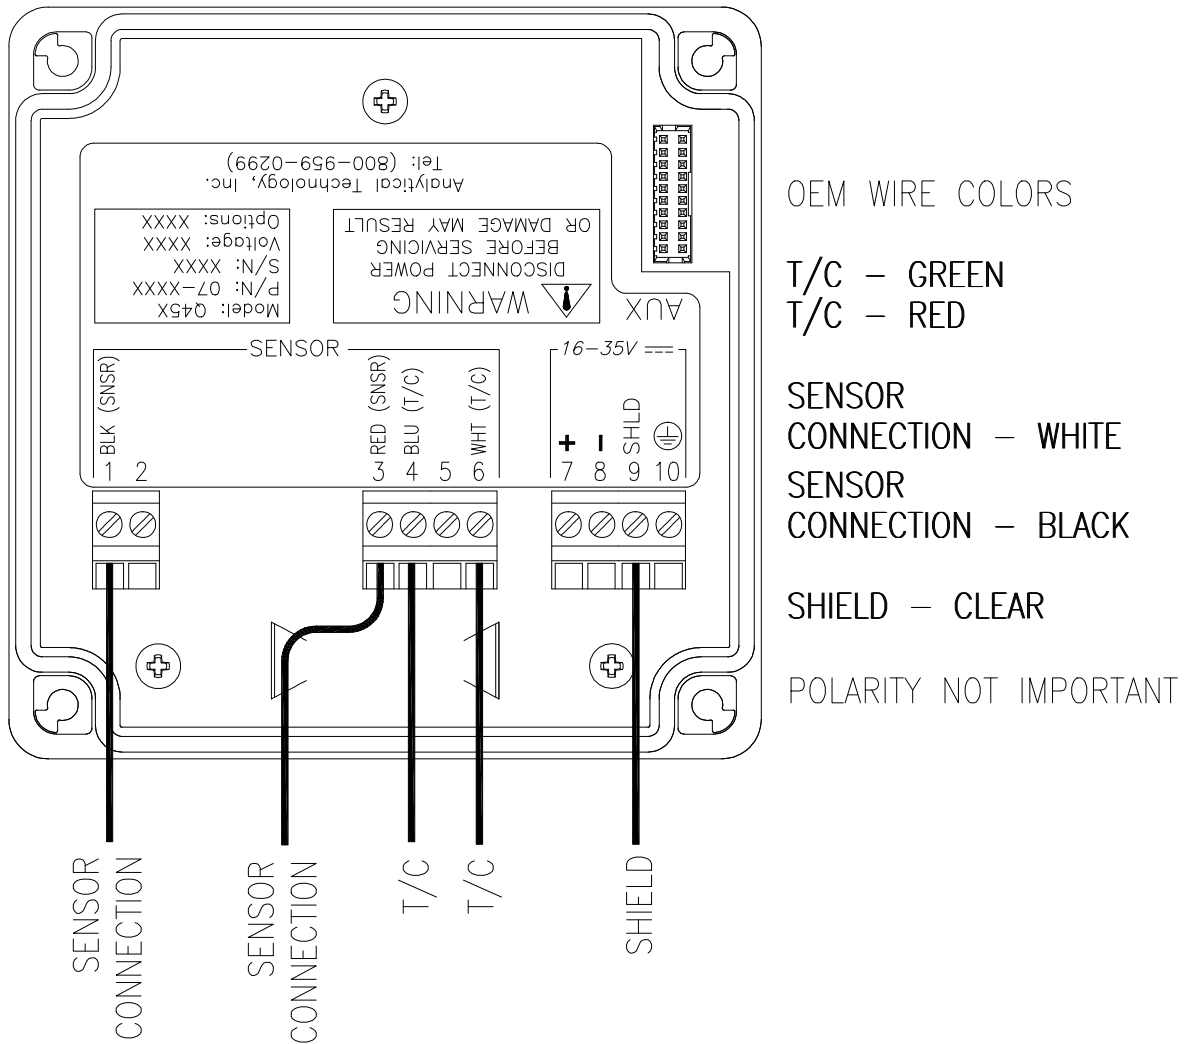 Tel: (800-959-0299)
Analytical Technology, Inc.
Options: XXXX
Voltage: XXXX
S/N: XXXX
P/N: 07-XXXX
Model: Q45X
OR DAMAGE MAY RESULT
BEFORE SERVICING
DISCONNECT POWER
WARNING
AUX
SENSOR
16-35V
BLK (SNSR)
RED (SNSR)
BLU (T/C)
WHT (T/C)
+
-
SHLD
1 2 3 4 5 6 7 8 9 10
SENSOR
CONNECTION
SENSOR
CONNECTION
T/C
T/C
SHIELD
OEM WIRE COLORS
T/C - GREEN
T/C - RED
SENSOR
CONNECTION - WHITE
SENSOR
CONNECTION - BLACK
SHIELD - CLEAR
POLARITY NOT IMPORTANT